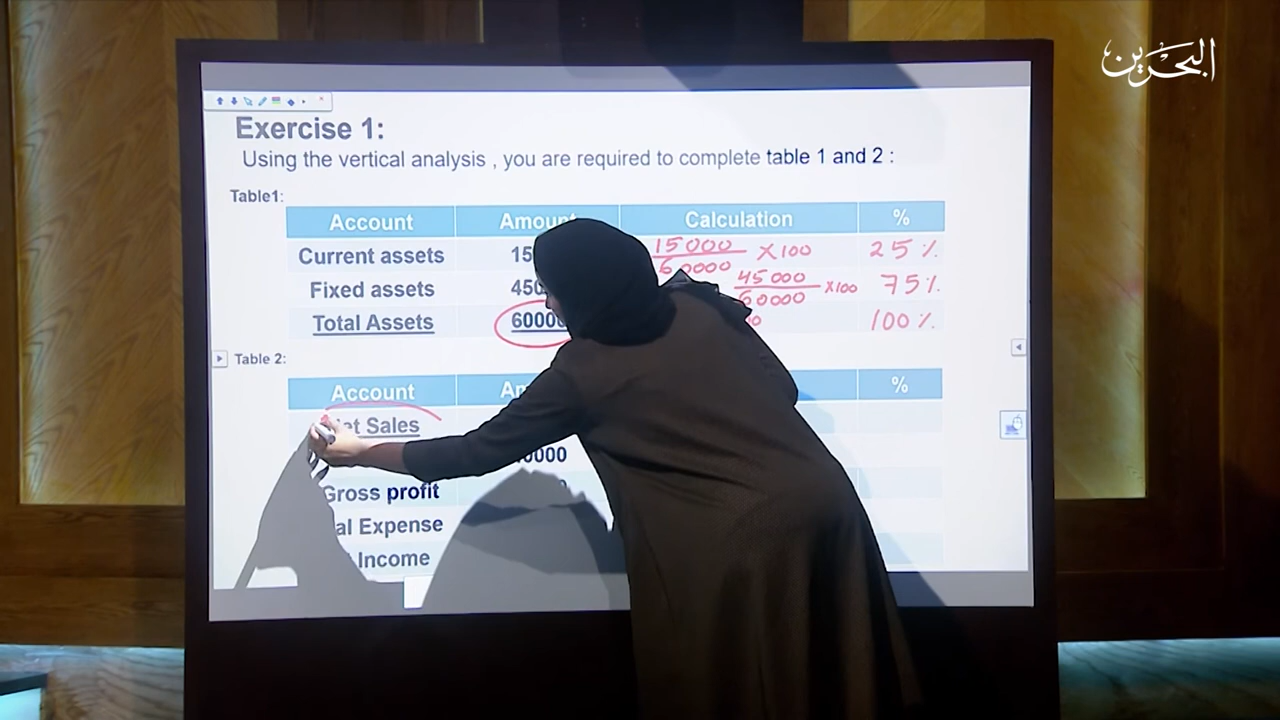 البحرين
Exercise 1:
Using the vertical analysis , you are required to complete table 1 and 2 :
Table1:
Account Calculation %
Current assets 15000/60000 X100 25%
Fixed assets 45000/60000 X100 75%
Total Assets 100%
Table 2:
Account %
Sales
Gross profit
Expense
Income